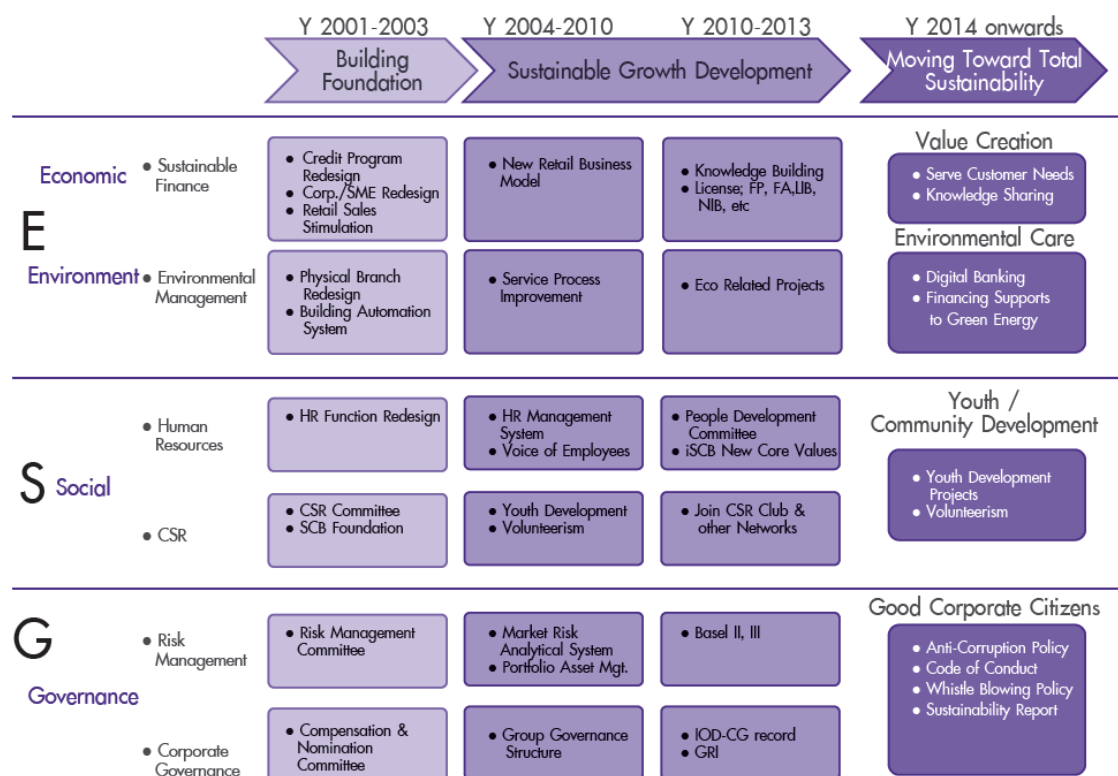 Y 2001-2003
Y 2004-2010
Y 2010-2013
Y 2014 onwards
Building
Foundation
Sustainable Growth Development
Moving Toward Total
Sustainability
E
Economic
• Sustainable
Finance
• Credit Program
Redesign
• Corp./SME Redesign
• Retail Sales
Stimulation
• New Retail Business
Model
• Knowledge Building
• License; FP, FA,LIB,
NIB, etc
Value Creation
• Serve Customer Needs
• Knowledge Sharing
Environment
• Environmental
Management
• Physical Branch
Redesign
• Building Automation
System
• Service Process
Improvement
• Eco Related Projects
Environmental Care
• Digital Banking
• Financing Supports
to Green Energy
S
Social
• Human
Resources
• HR Function Redesign
• HR Management
System
• Voice of Employees
• People Development
Committee
• iSCB New Core Values
Youth /
Community Development
• Youth Development
Projects
• Volunteerism
• CSR
• CSR Committee
• SCB Foundation
• Youth Development
• Volunteerism
• Join CSR Club &
other Networks
G
Governance
• Risk
Management
• Risk Management
Committee
• Market Risk
Analytical System
• Portfolio Asset Mgt.
• Basel II, III
Good Corporate Citizens
• Anti-Corruption Policy
• Code of Conduct
• Whistle Blowing Policy
• Sustainability Report
• Corporate
Governance
• Compensation &
Nomination
Committee
• Group Governance
Structure
• IOD-CG record
• GRI